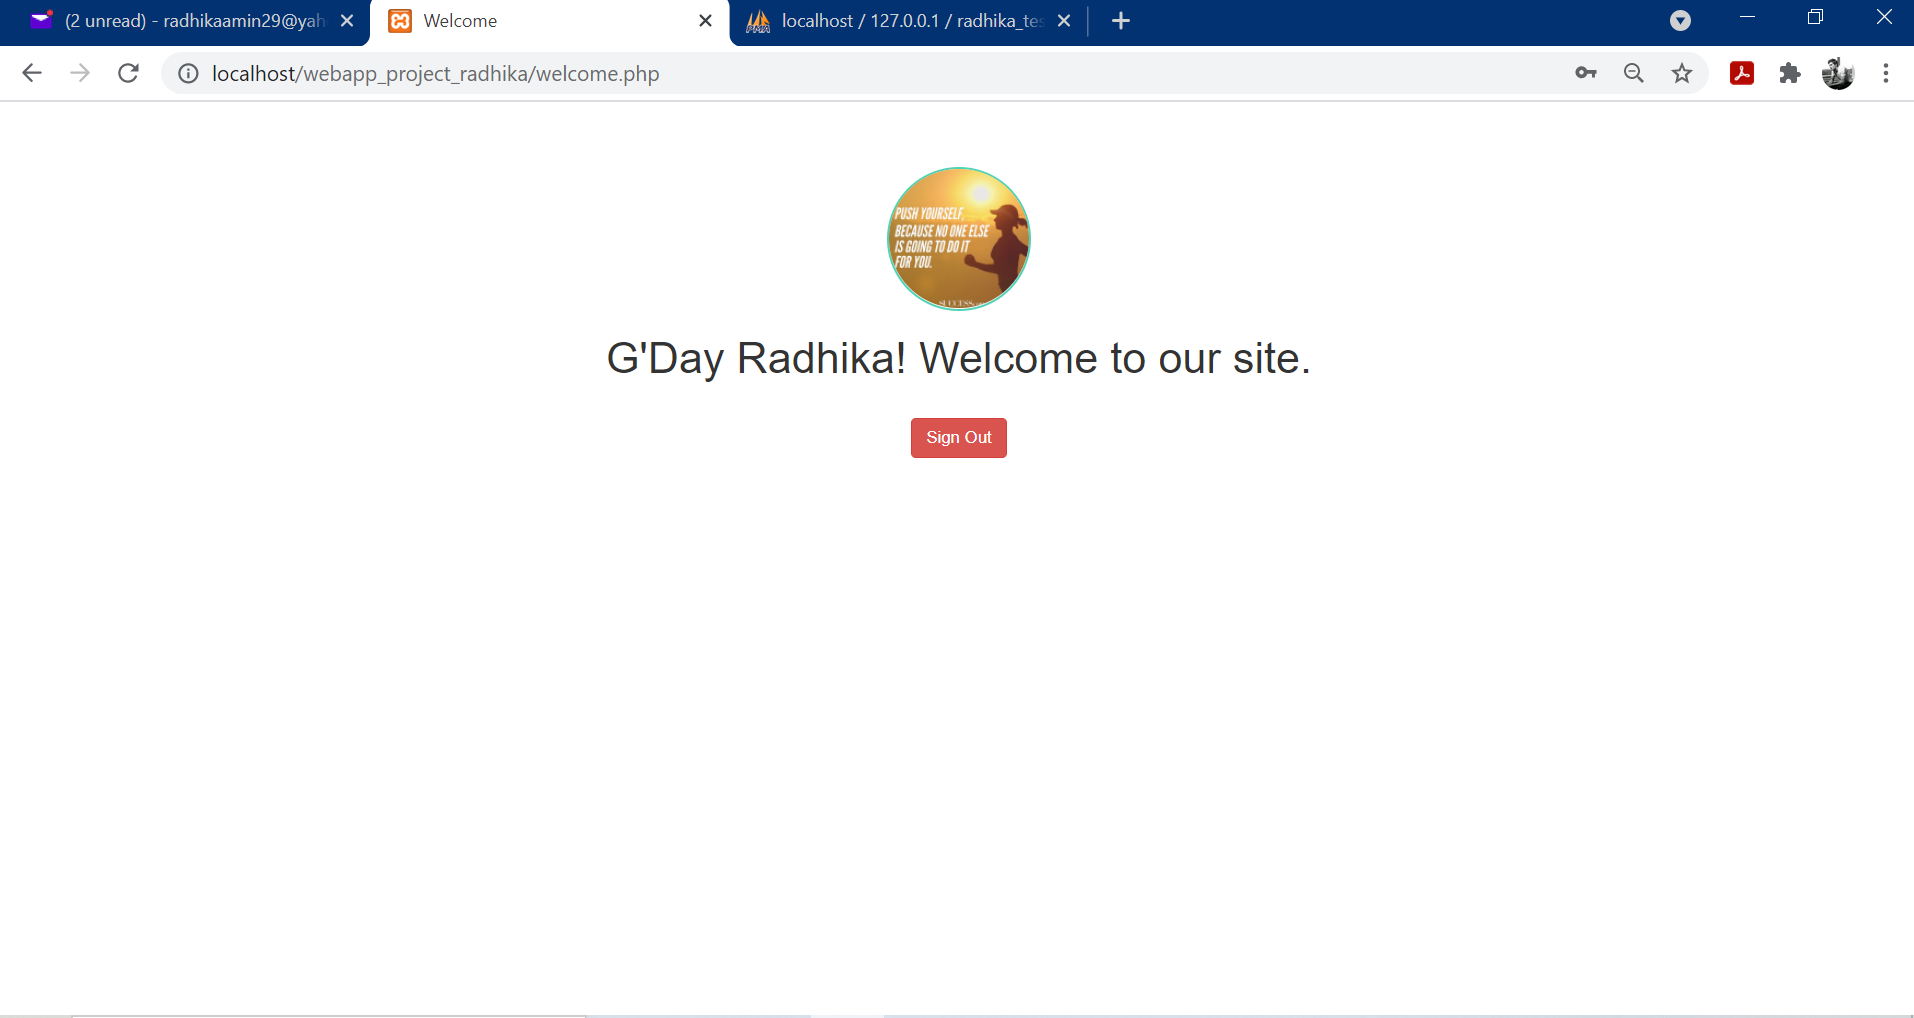 (2 unread) - radhikaamin29@yah
Welcome
localhost / 127.0.0.1 / radhika_tes
localhost/webapp_project_radhika/welcome.php
PUSH YOURSELF,
BECAUSE NO ONE ELSE
IS GOING TO DO IT
FOR YOU.
G'Day Radhika! Welcome to our site.
Sign Out